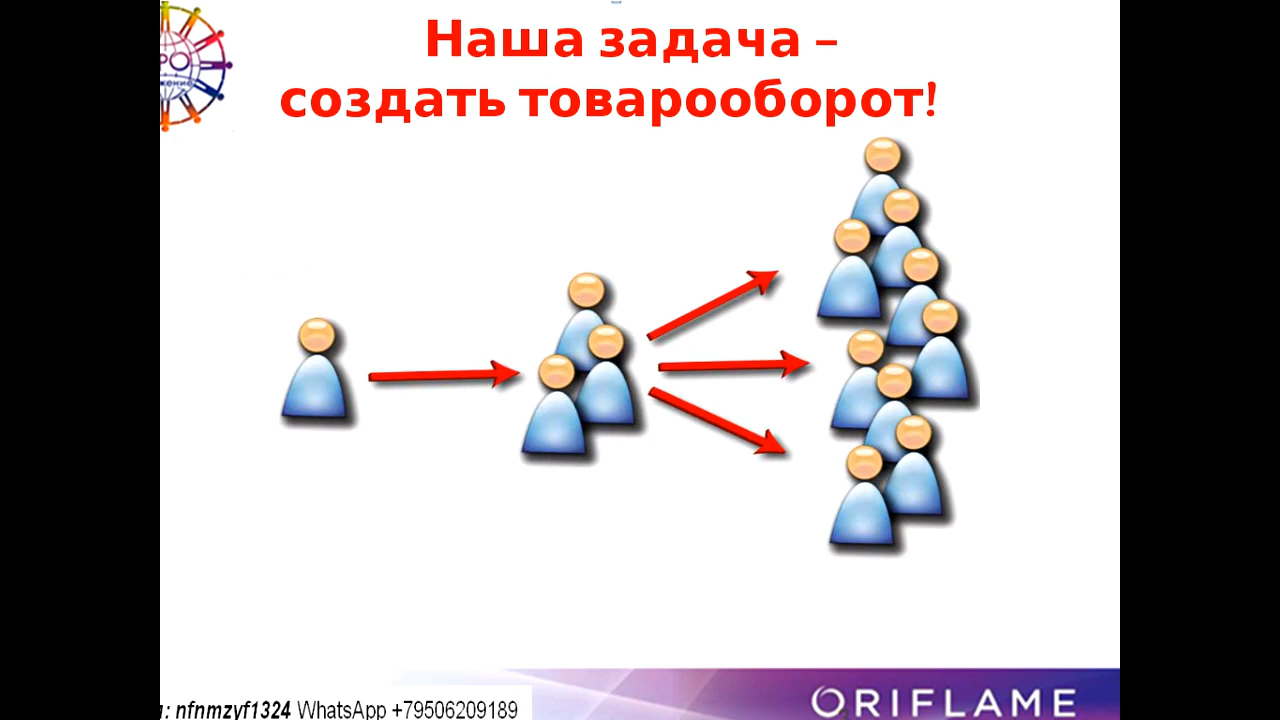 Наша задача –
создать товарооборот!
nfnmzyf1324 WhatsApp +79506209189
ORIFLAME